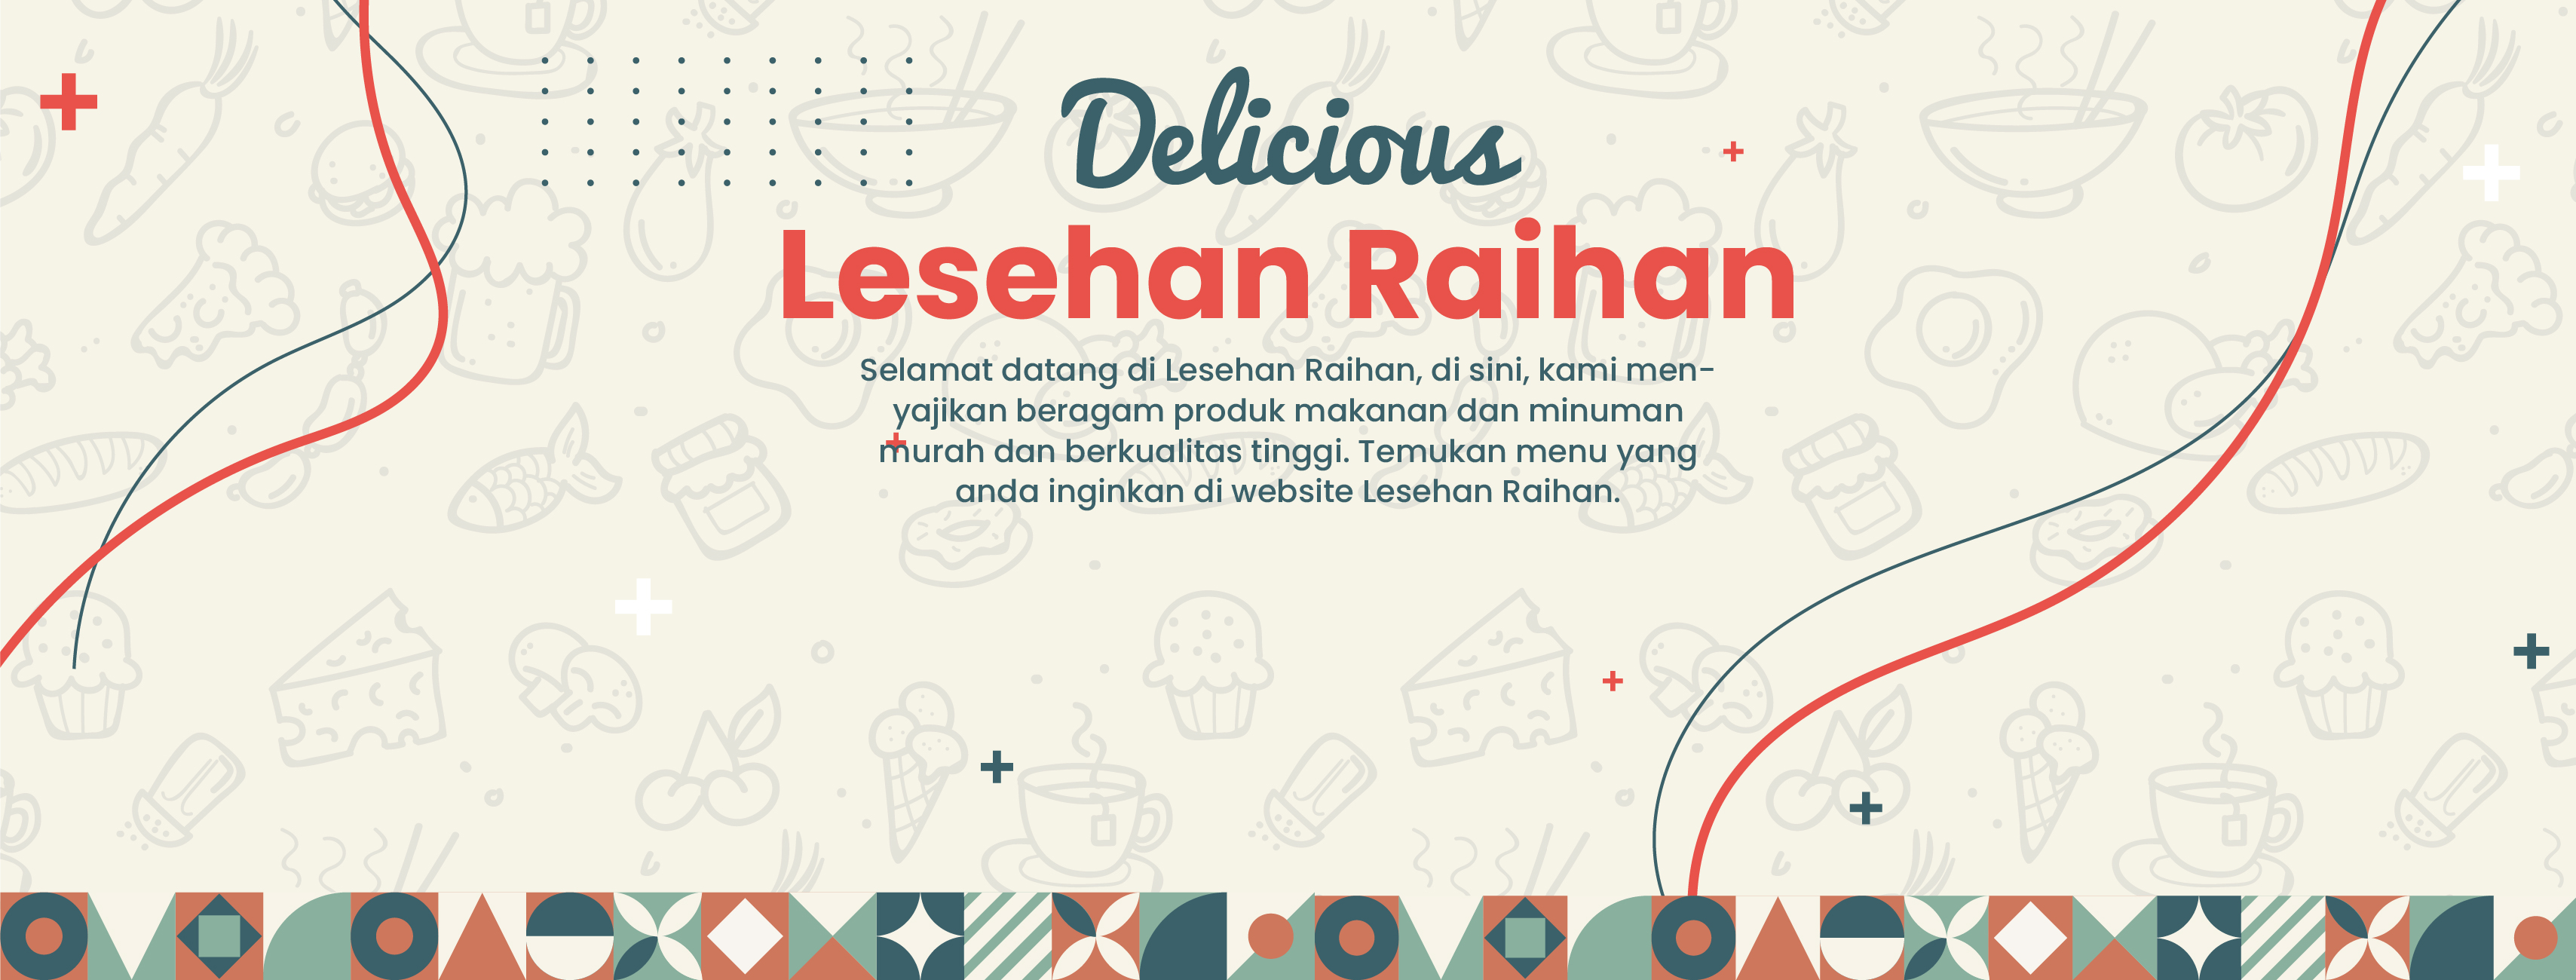 Delicious
Lesehan Raihan
Selamat datang di Lesehan Raihan, di sini, kami men-
yajikan beragam produk makanan dan minuman
murah dan berkualitas tinggi. Temukan menu yang
anda inginkan di website Lesehan Raihan.